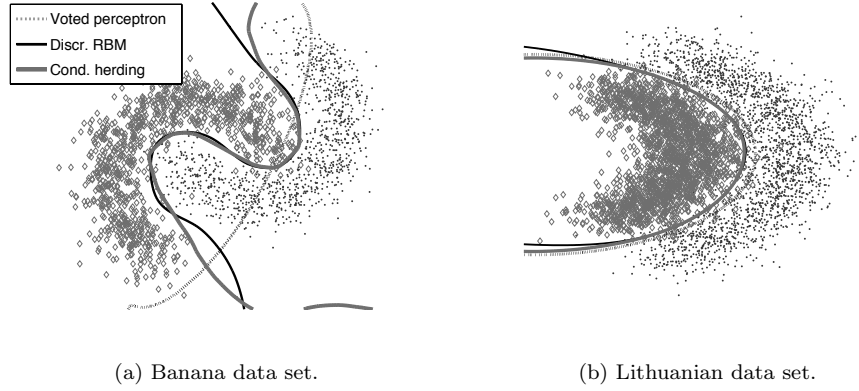 Voted perceptron
Discr. RBM
Cond. herding
(a) Banana data set.
(b) Lithuanian data set.